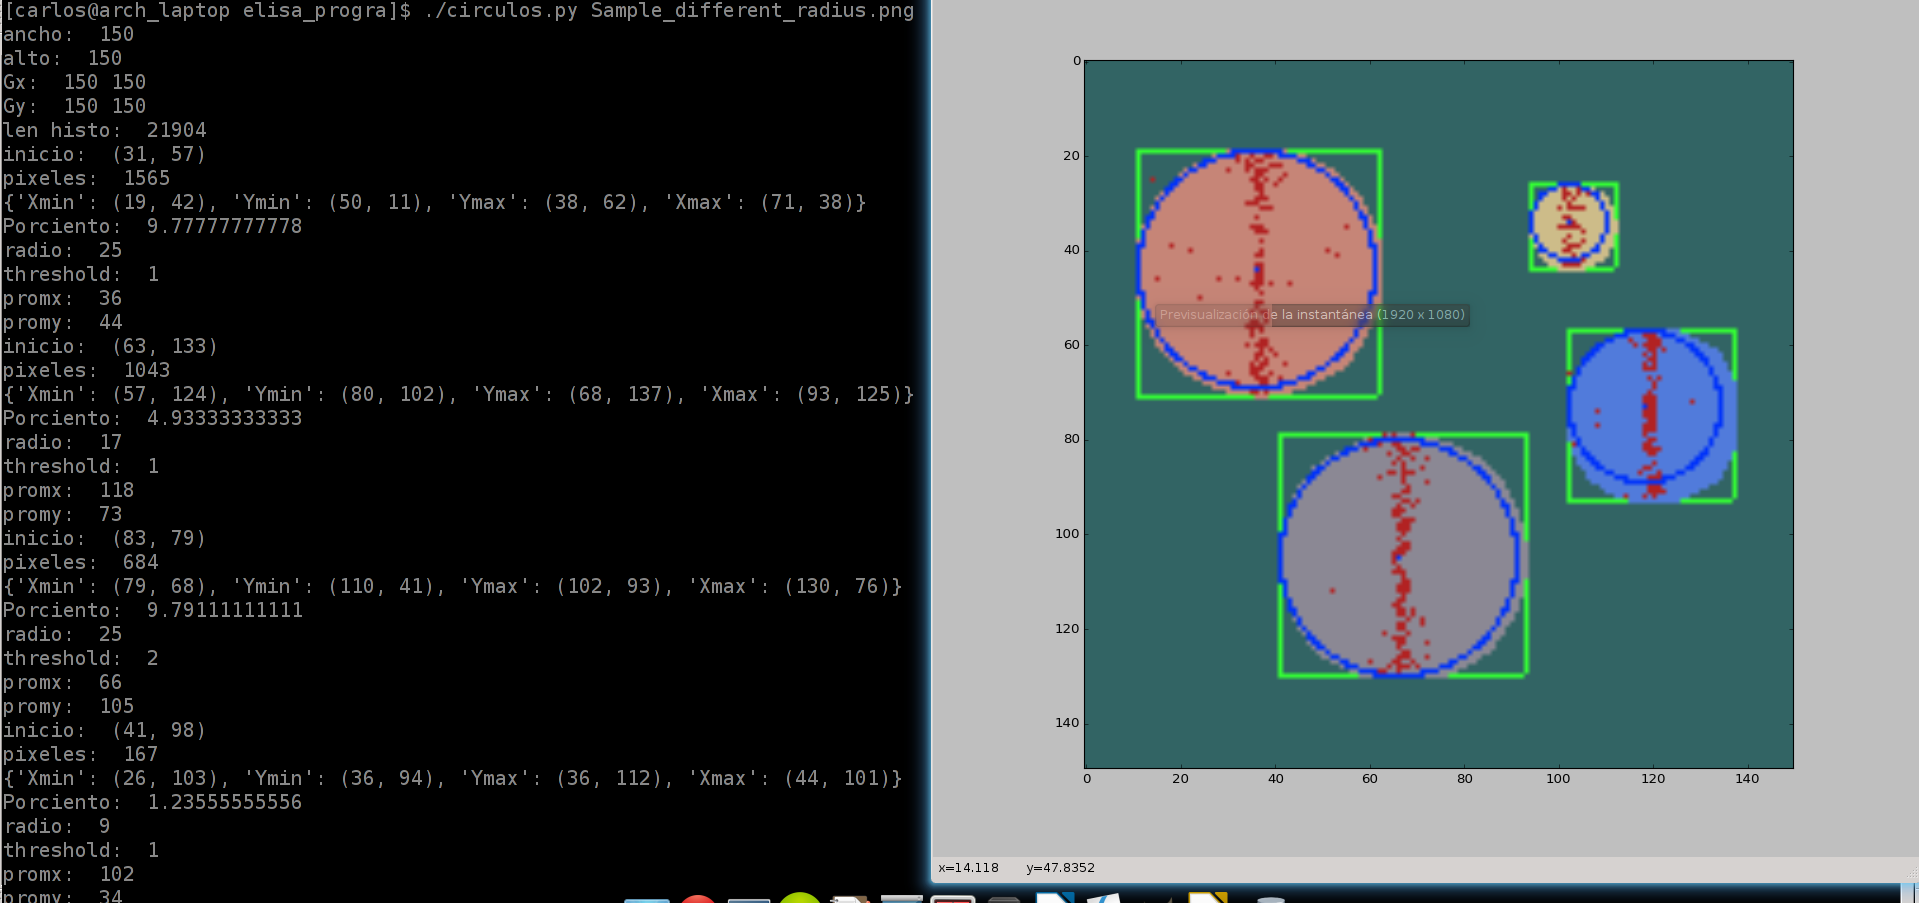 [carlos@arch_laptop elisa_progra]$ ./circulos.py Sample_different_radius.png
ancho:  150
alto:  150
Gx:  150 150
Gy:  150 150
len histo:  21904
inicio:  (31, 57)
pixeles:  1565
{'Xmin': (19, 42), 'Ymin': (50, 11), 'Ymax': (38, 62), 'Xmax': (71, 38)}
Porciento:  9.77777777778
radio:  25
threshold:  1
promx:  36
promy:  44
inicio:  (63, 133)
pixeles:  1043
{'Xmin': (57, 124), 'Ymin': (80, 102), 'Ymax': (68, 137), 'Xmax': (93, 125)}
Porciento:  4.93333333333
radio:  17
threshold:  1
promx:  118
promy:  73
inicio:  (83, 79)
pixeles:  684
{'Xmin': (79, 68), 'Ymin': (110, 41), 'Ymax': (102, 93), 'Xmax': (130, 76)}
Porciento:  9.79111111111
radio:  25
threshold:  2
promx:  66
promy:  105
inicio:  (41, 98)
pixeles:  167
{'Xmin': (26, 103), 'Ymin': (36, 94), 'Ymax': (36, 112), 'Xmax': (44, 101)}
Porciento:  1.23555555556
radio:  9
threshold:  1
promx:  102
promy:  34
0
20
40
60
80
100
120
140
0 20 40 60 80 100 120 140
Previsualización de la instantánea (1920 x 1080)
x=14.118 y=47.8352